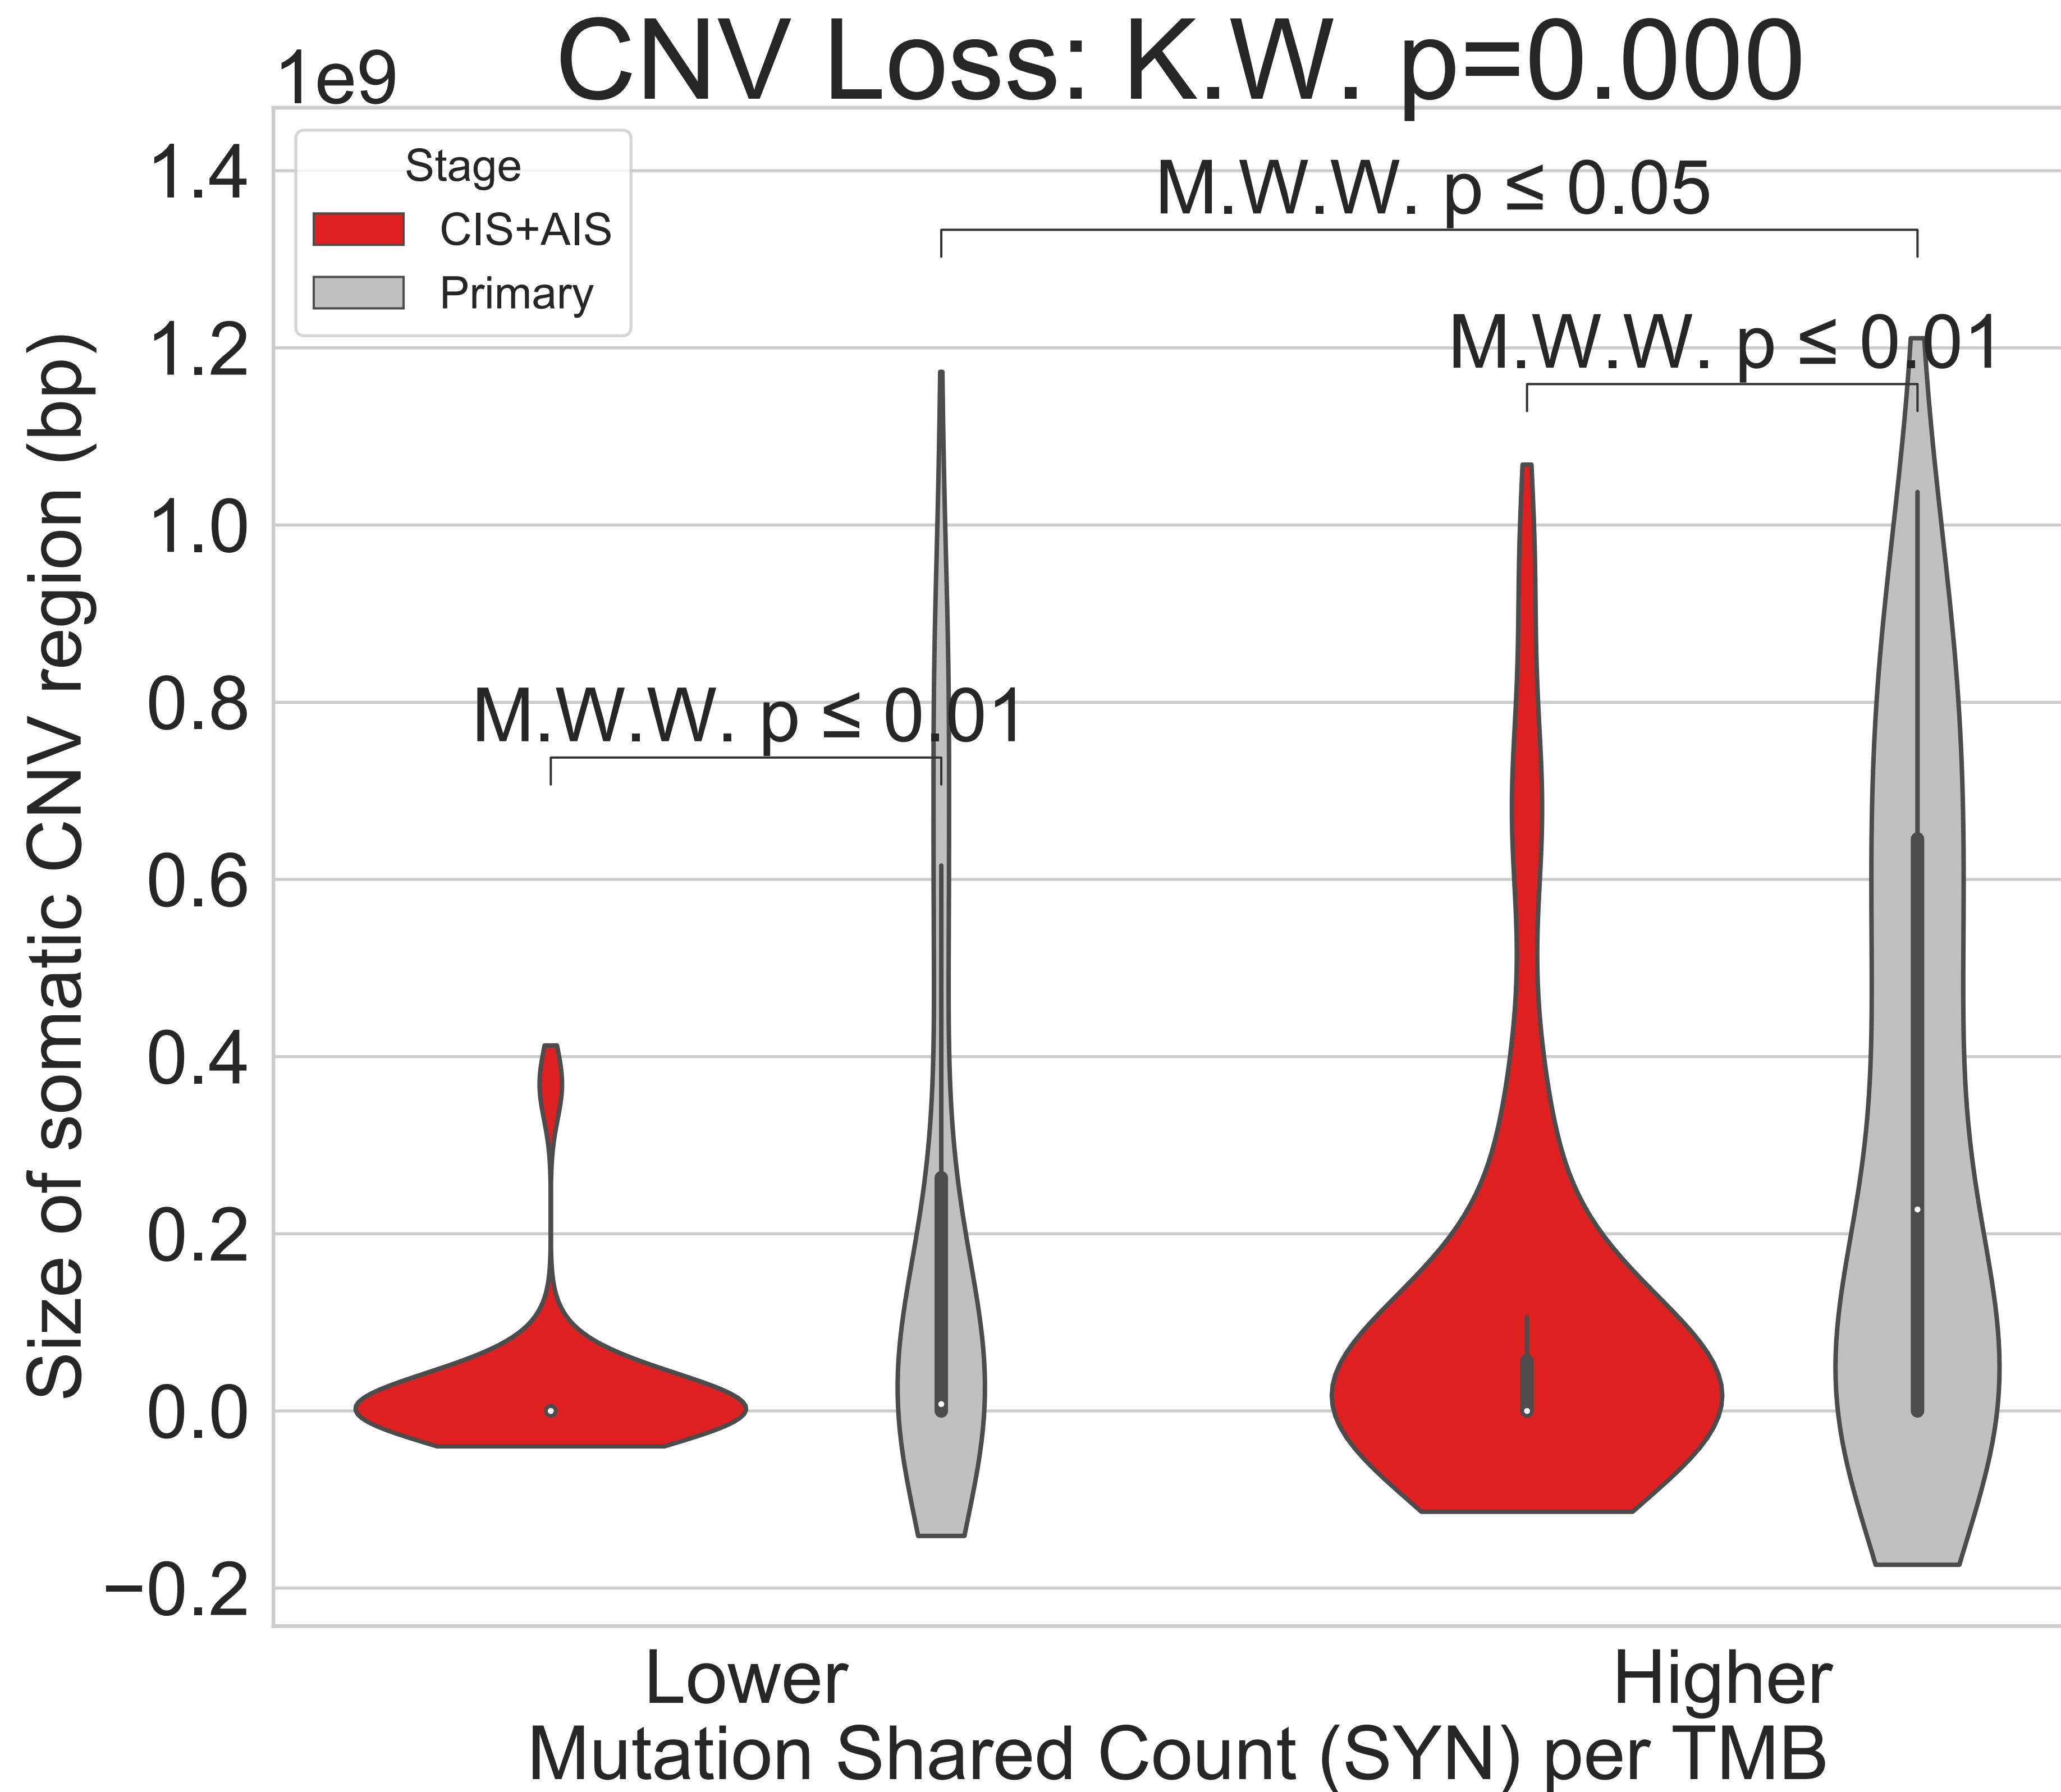 CNV Loss: K.W. p=0.000
1e9
Stage
CIS+AIS
Primary
M.W.W. p ≤ 0.05
M.W.W. p ≤ 0.01
M.W.W. p ≤ 0.01
Size of somatic CNV region (bp)
1.4
1.2
1.0
0.8
0.6
0.4
0.2
0.0
−0.2
Lower
Higher
Mutation Shared Count (SYN) per TMB